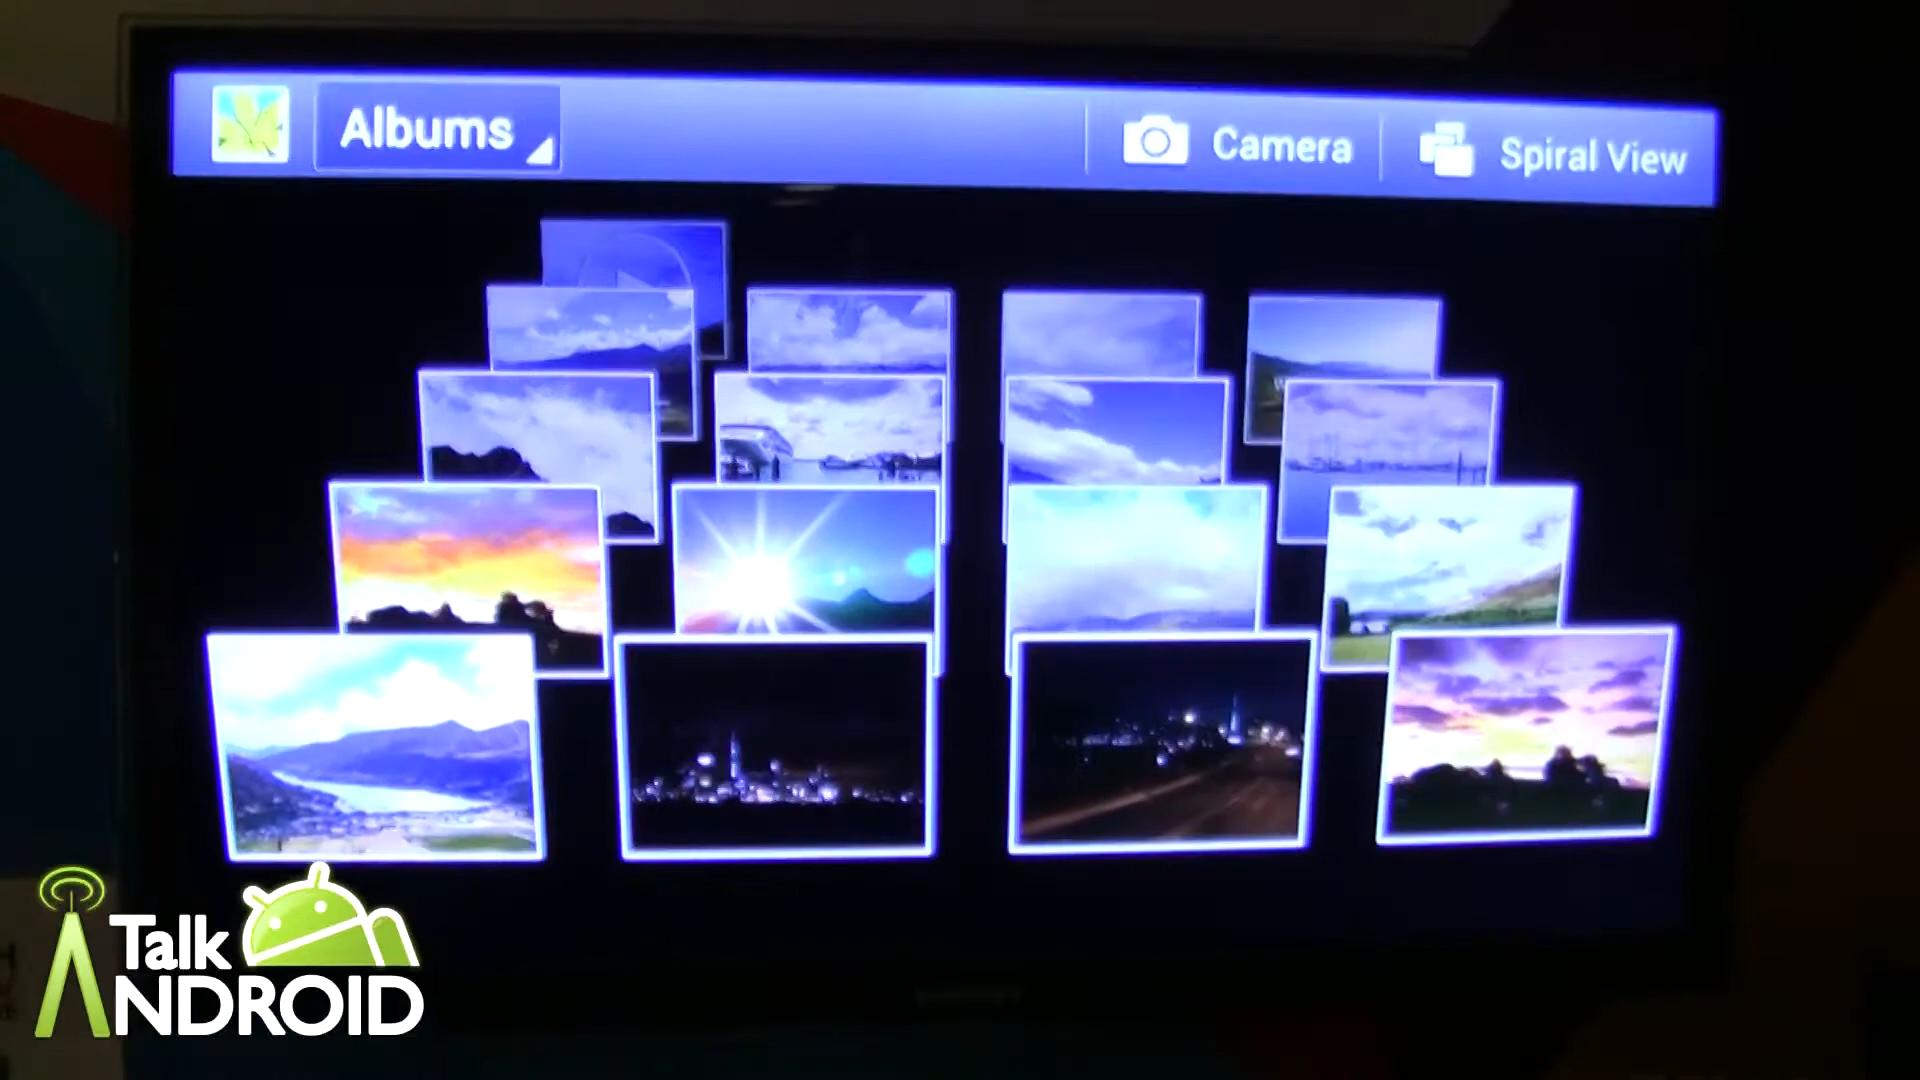 Albums
Camera
Spiral View
Talk
ANDROID